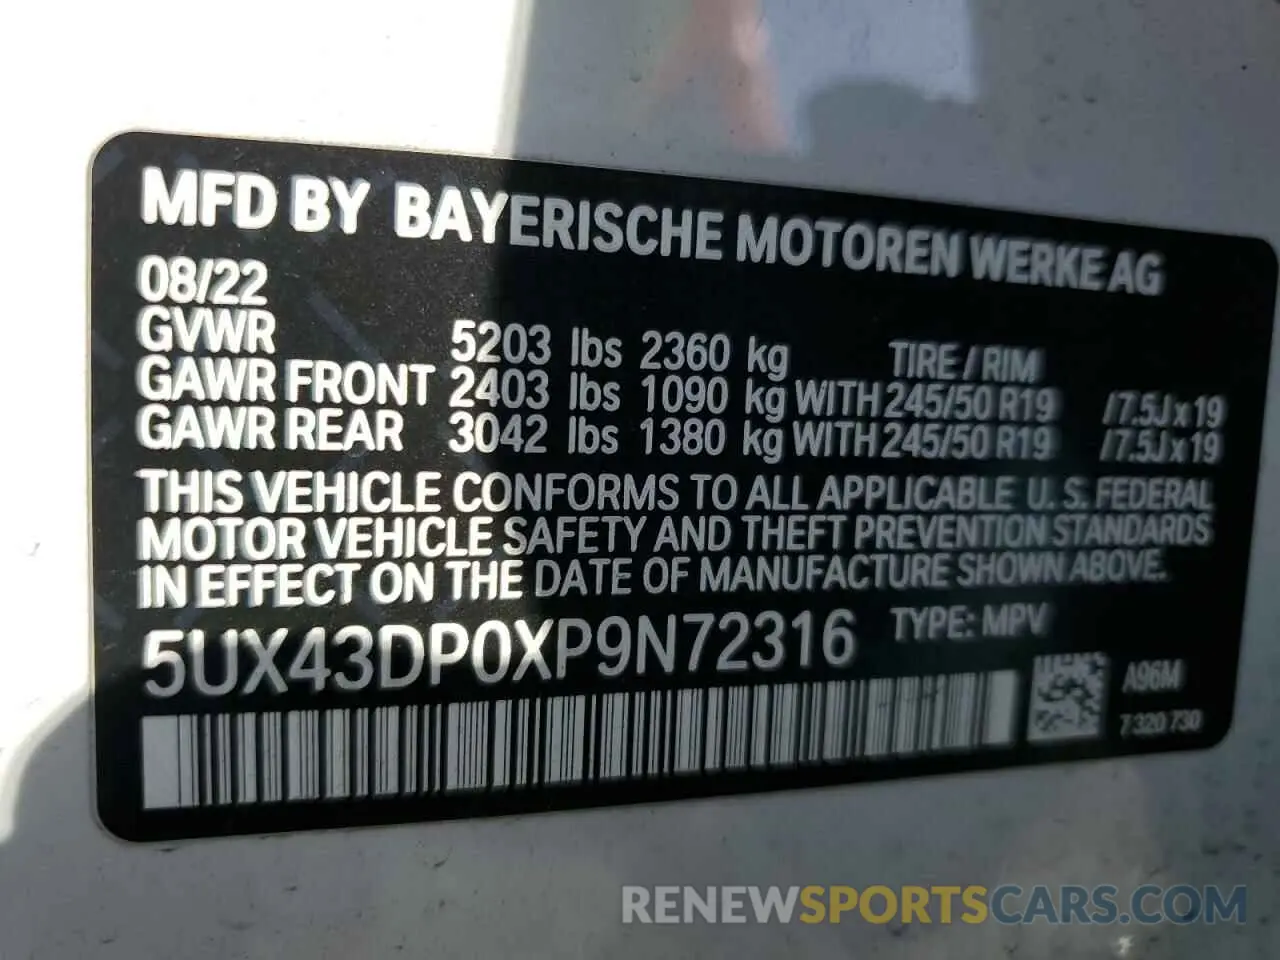 MFD BY BAYERISCHE MOTOREN WERKE AG
08/22
GVWR 5203 lbs 2360 kg TIRE / RIM
GAWR FRONT 2403 lbs 1090 kg WITH 245/50 R19 /7.5J x 19
GAWR REAR 3042 lbs 1380 kg WITH 245/50 R19 /7.5J x 19
THIS VEHICLE CONFORMS TO ALL APPLICABLE U. S. FEDERAL
MOTOR VEHICLE SAFETY AND THEFT PREVENTION STANDARDS
IN EFFECT ON THE DATE OF MANUFACTURE SHOWN ABOVE.
5UX43DP0XP9N72316 TYPE: MPV
A96M
7 320 730
RENEWSPORTSCARS.COM